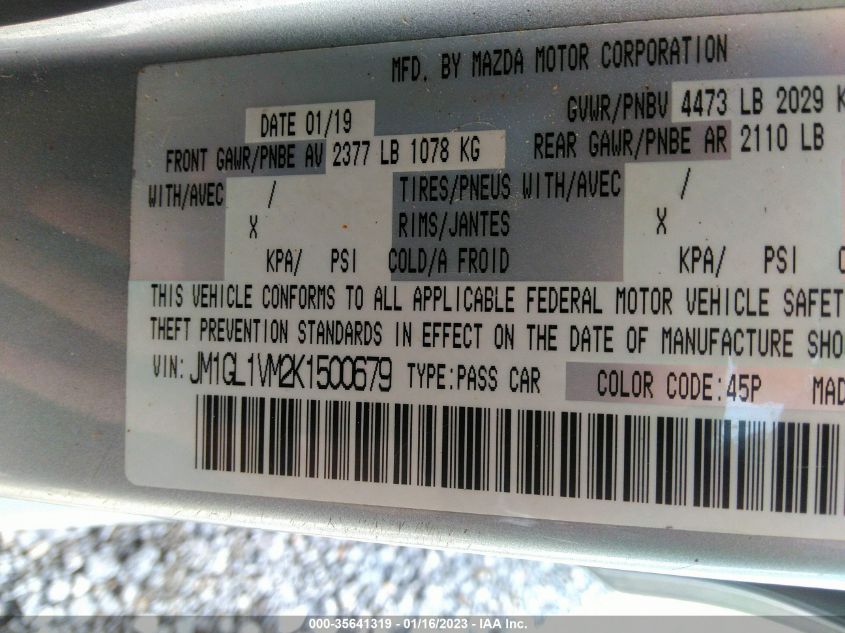 MFD. BY MAZDA MOTOR CORPORATION
DATE 01/19 GVWR/PNBV 4473 LB 2029
FRONT GAWR/PNBE AV 2377 LB 1078 KG REAR GAWR/PNBE AR 2110 LB
WITH/AVEC / TIRES/PNEUS WITH/AVEC /
X RIMS/JANTES X
KPA/ PSI COLD/A FROID KPA/ PSI
THIS VEHICLE CONFORMS TO ALL APPLICABLE FEDERAL MOTOR VEHICLE SAFET
THEFT PREVENTION STANDARDS IN EFFECT ON THE DATE OF MANUFACTURE SHO
VIN: JM1GL1VM2K1500679 TYPE:PASS CAR COLOR CODE:45P MAD
000-35641319 - 01/16/2023 - IAA Inc.